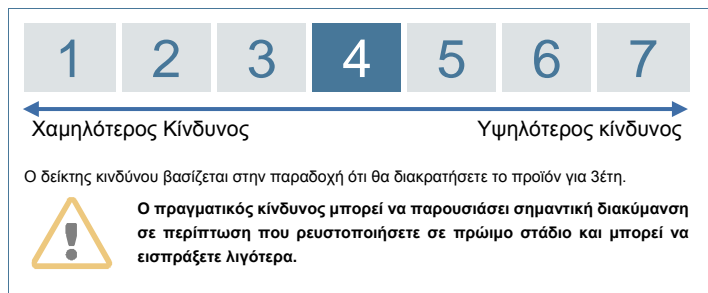 1 2 3 4 5 6 7
Χαμηλότερος Κίνδυνος Υψηλότερος κίνδυνος
Ο δείκτης κινδύνου βασίζεται στην παραδοχή ότι θα διακρατήσετε το προϊόν για 3έτη.
Ο πραγματικός κίνδυνος μπορεί να παρουσιάσει σημαντική διακύμανση
σε περίπτωση που ρευστοποιήσετε σε πρώιμο στάδιο και μπορεί να
εισπράξετε λιγότερα.